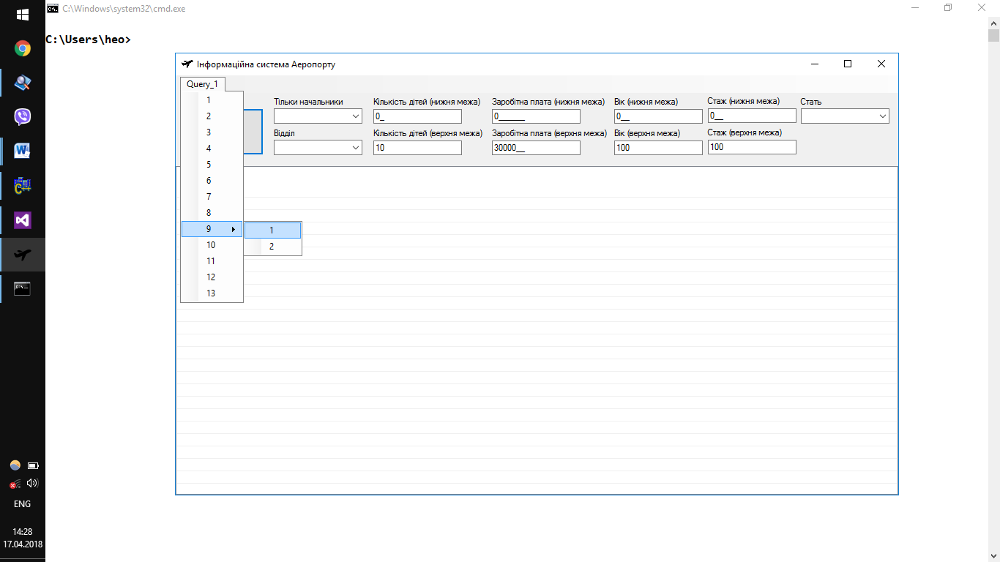 C:\Windows\system32\cmd.exe
C:\Users\heo>
Інформаційна система Аеропорту
Query_1
1
2
3
4
5
6
7
8
9
10
11
12
13
1
2
Тільки начальники
Відділ
Кількість дітей (нижня межа)
0_
Кількість дітей (верхня межа)
10
Заробітна плата (нижня межа)
0______
Заробітна плата (верхня межа)
30000__
Вік (нижня межа)
0__
Вік (верхня межа)
100
Стаж (нижня межа)
0__
Стаж (верхня межа)
100
Стать
ENG
14:28
17.04.2018